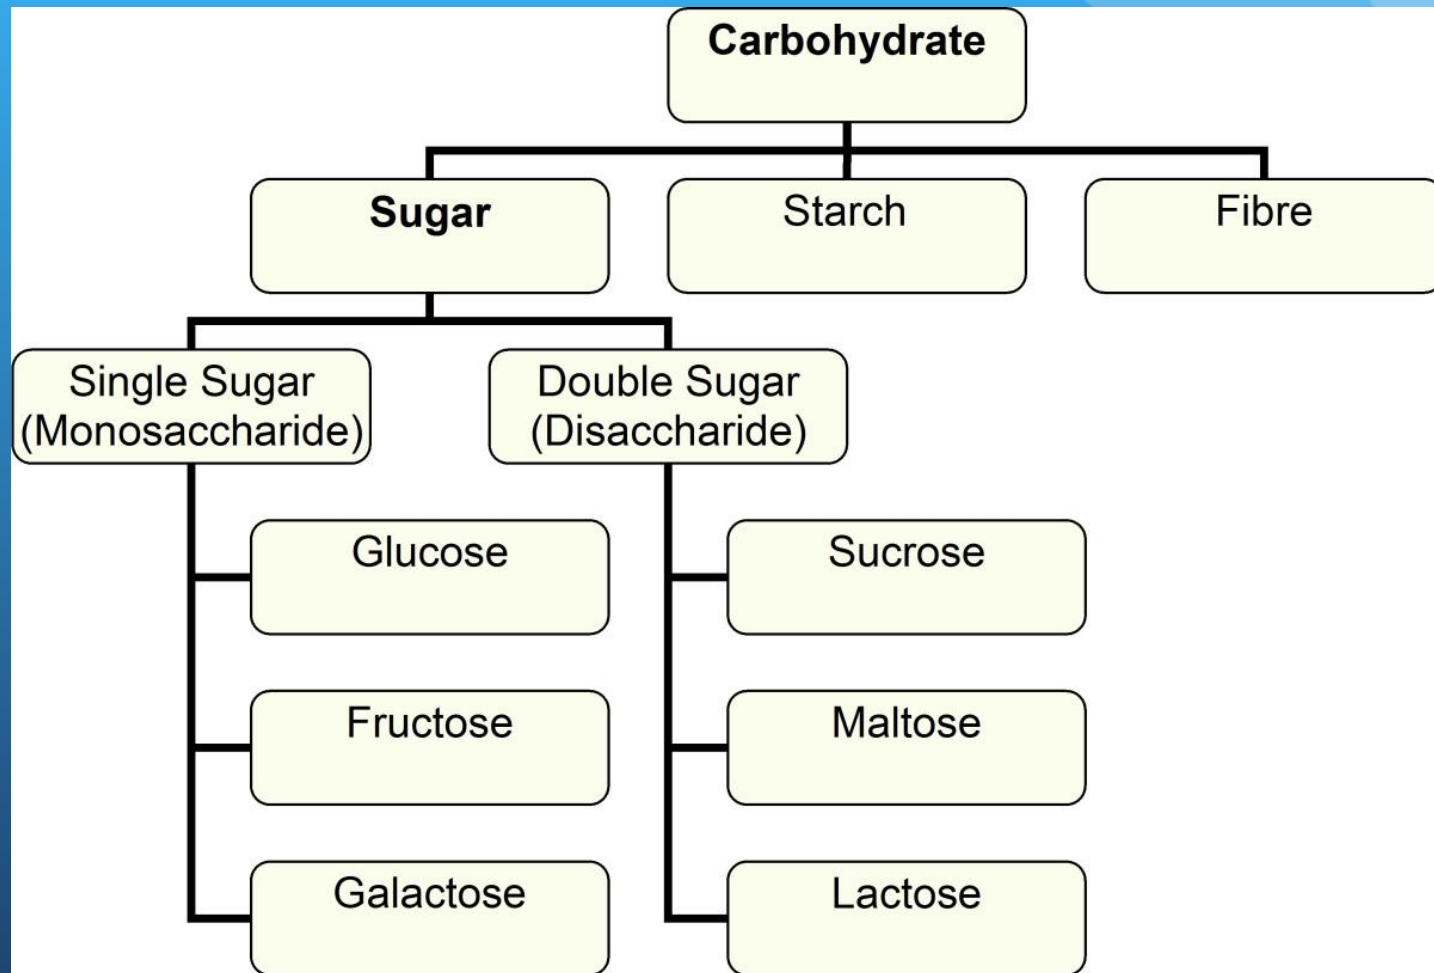 Carbohydrate
Sugar
Starch
Fibre
Single Sugar
(Monosaccharide)
Double Sugar
(Disaccharide)
Glucose
Sucrose
Fructose
Maltose
Galactose
Lactose